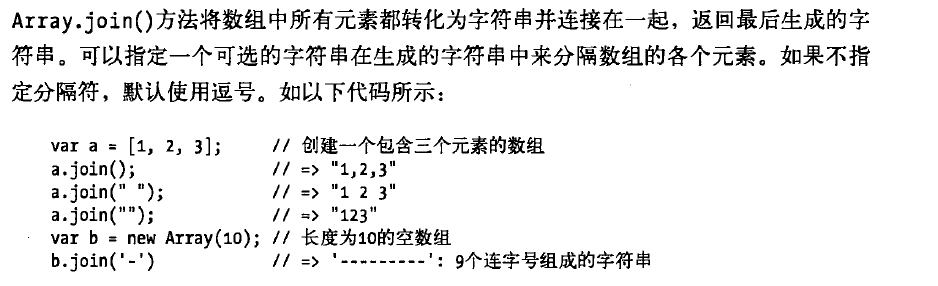 Array.join()方法将数组中所有元素都转化为字符串并连接在一起，返回最后生成的字
符串。可以指定一个可选的字符串在生成的字符串中来分隔数组的各个元素。如果不指
定分隔符，默认使用逗号。如以下代码所示：
var a = [1, 2, 3]; // 创建一个包含三个元素的数组
a.join(); // => "1,2,3"
a.join(" "); // => "1 2 3"
a.join(""); // => "123"
var b = new Array(10); // 长度为10的空数组
b.join('-') // => '---------': 9个连字号组成的字符串